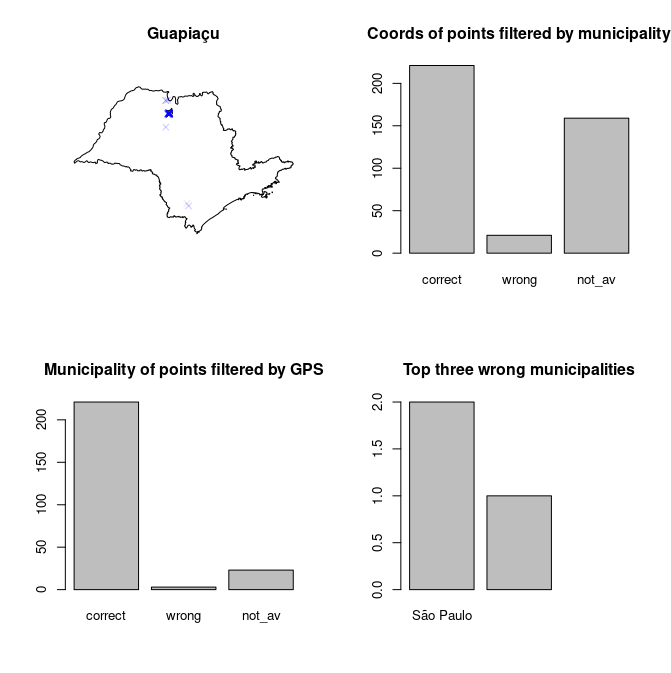 Guapiaçu
Coords of points filtered by municipality
200
150
100
50
0
correct wrong not_av
Municipality of points filtered by GPS
200
150
100
50
0
correct wrong not_av
Top three wrong municipalities
2.0
1.5
1.0
0.5
0.0
São Paulo